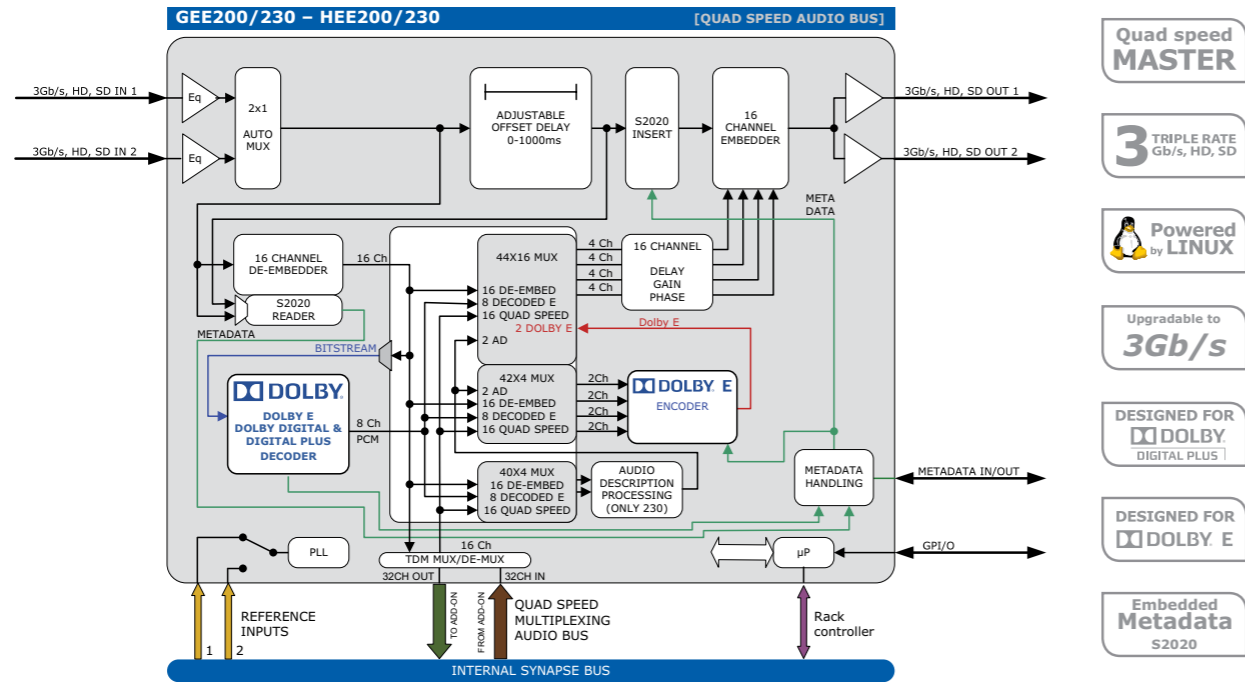 GEE200/230 – HEE200/230
[QUAD SPEED AUDIO BUS]
3Gb/s, HD, SD IN 1
Eq
3Gb/s, HD, SD IN 2
Eq
2x1
AUTO
MUX
ADJUSTABLE
OFFSET DELAY
0-1000ms
S2020
INSERT
16
CHANNEL
EMBEDDER
3Gb/s, HD, SD OUT 1
3Gb/s, HD, SD OUT 2
META
DATA
16 CHANNEL
DE-EMBEDDER
16 Ch
S2020
READER
METADATA
BITSTREAM
44X16 MUX
16 DE-EMBED
8 DECODED E
16 QUAD SPEED
2 DOLBY E
2 AD
4 Ch
4 Ch
4 Ch
4 Ch
16 CHANNEL
DELAY
GAIN
PHASE
Dolby E
DOLBY
DOLBY E
DOLBY DIGITAL &
DIGITAL PLUS
DECODER
8 Ch
PCM
42X4 MUX
2 AD
16 DE-EMBED
8 DECODED E
16 QUAD SPEED
2Ch
2Ch
2Ch
2Ch
DOLBY E
ENCODER
40X4 MUX
16 DE-EMBED
8 DECODED E
16 QUAD SPEED
AUDIO
DESCRIPTION
PROCESSING
(ONLY 230)
METADATA
HANDLING
METADATA IN/OUT
PLL
16 Ch
TDM MUX/DE-MUX
32CH OUT
32CH IN
µP
GPI/O
REFERENCE
INPUTS
1
2
TO ADD-ON
FROM ADD-ON
QUAD SPEED
MULTIPLEXING
AUDIO BUS
Rack
controller
INTERNAL SYNAPSE BUS
Quad speed
MASTER
3 TRIPLE RATE
Gb/s, HD, SD
Powered
by LINUX
Upgradable to
3Gb/s
DESIGNED FOR
DOLBY
DIGITAL PLUS
DESIGNED FOR
DOLBY E
Embedded
Metadata
S2020